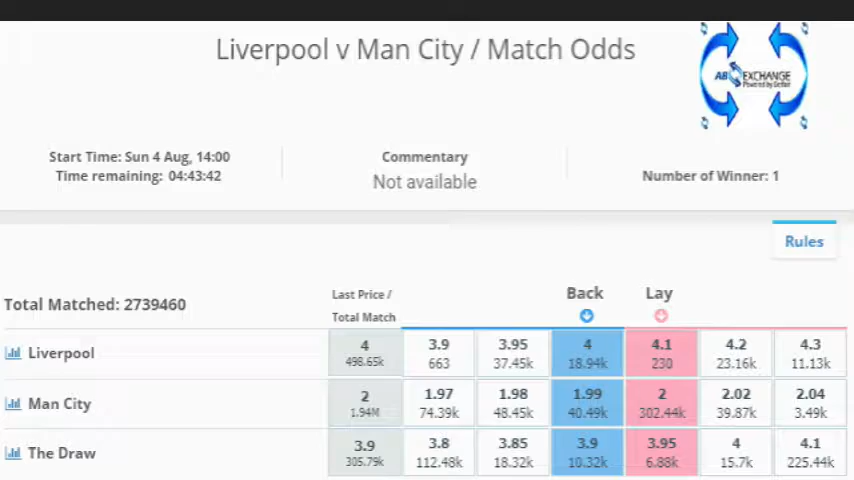 Liverpool v Man City / Match Odds
AB EXCHANGE
Start Time: Sun 4 Aug, 14:00
Time remaining: 04:43:42
Commentary
Not available
Number of Winner: 1
Rules
Total Matched: 2739460
Last Price /
Total Match
Back
Lay
Liverpool 4 3.9 3.95 4 4.1 4.2 4.3
498.65k 663 37.45k 18.94k 230 23.16k 11.13k
Man City 2 1.97 1.98 1.99 2 2.02 2.04
1.94M 74.39k 48.45k 40.49k 302.44k 39.87k 3.49k
The Draw 3.9 3.8 3.85 3.9 3.95 4 4.1
305.79k 112.48k 18.32k 10.32k 6.88k 15.7k 225.44k